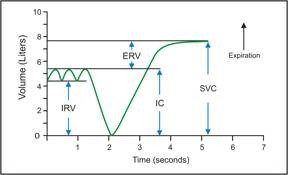 Volume (Liters)
10
8
6
4
2
0
1
2
3
4
5
6
7
Time (seconds)
IRV
ERV
IC
SVC
Expiration